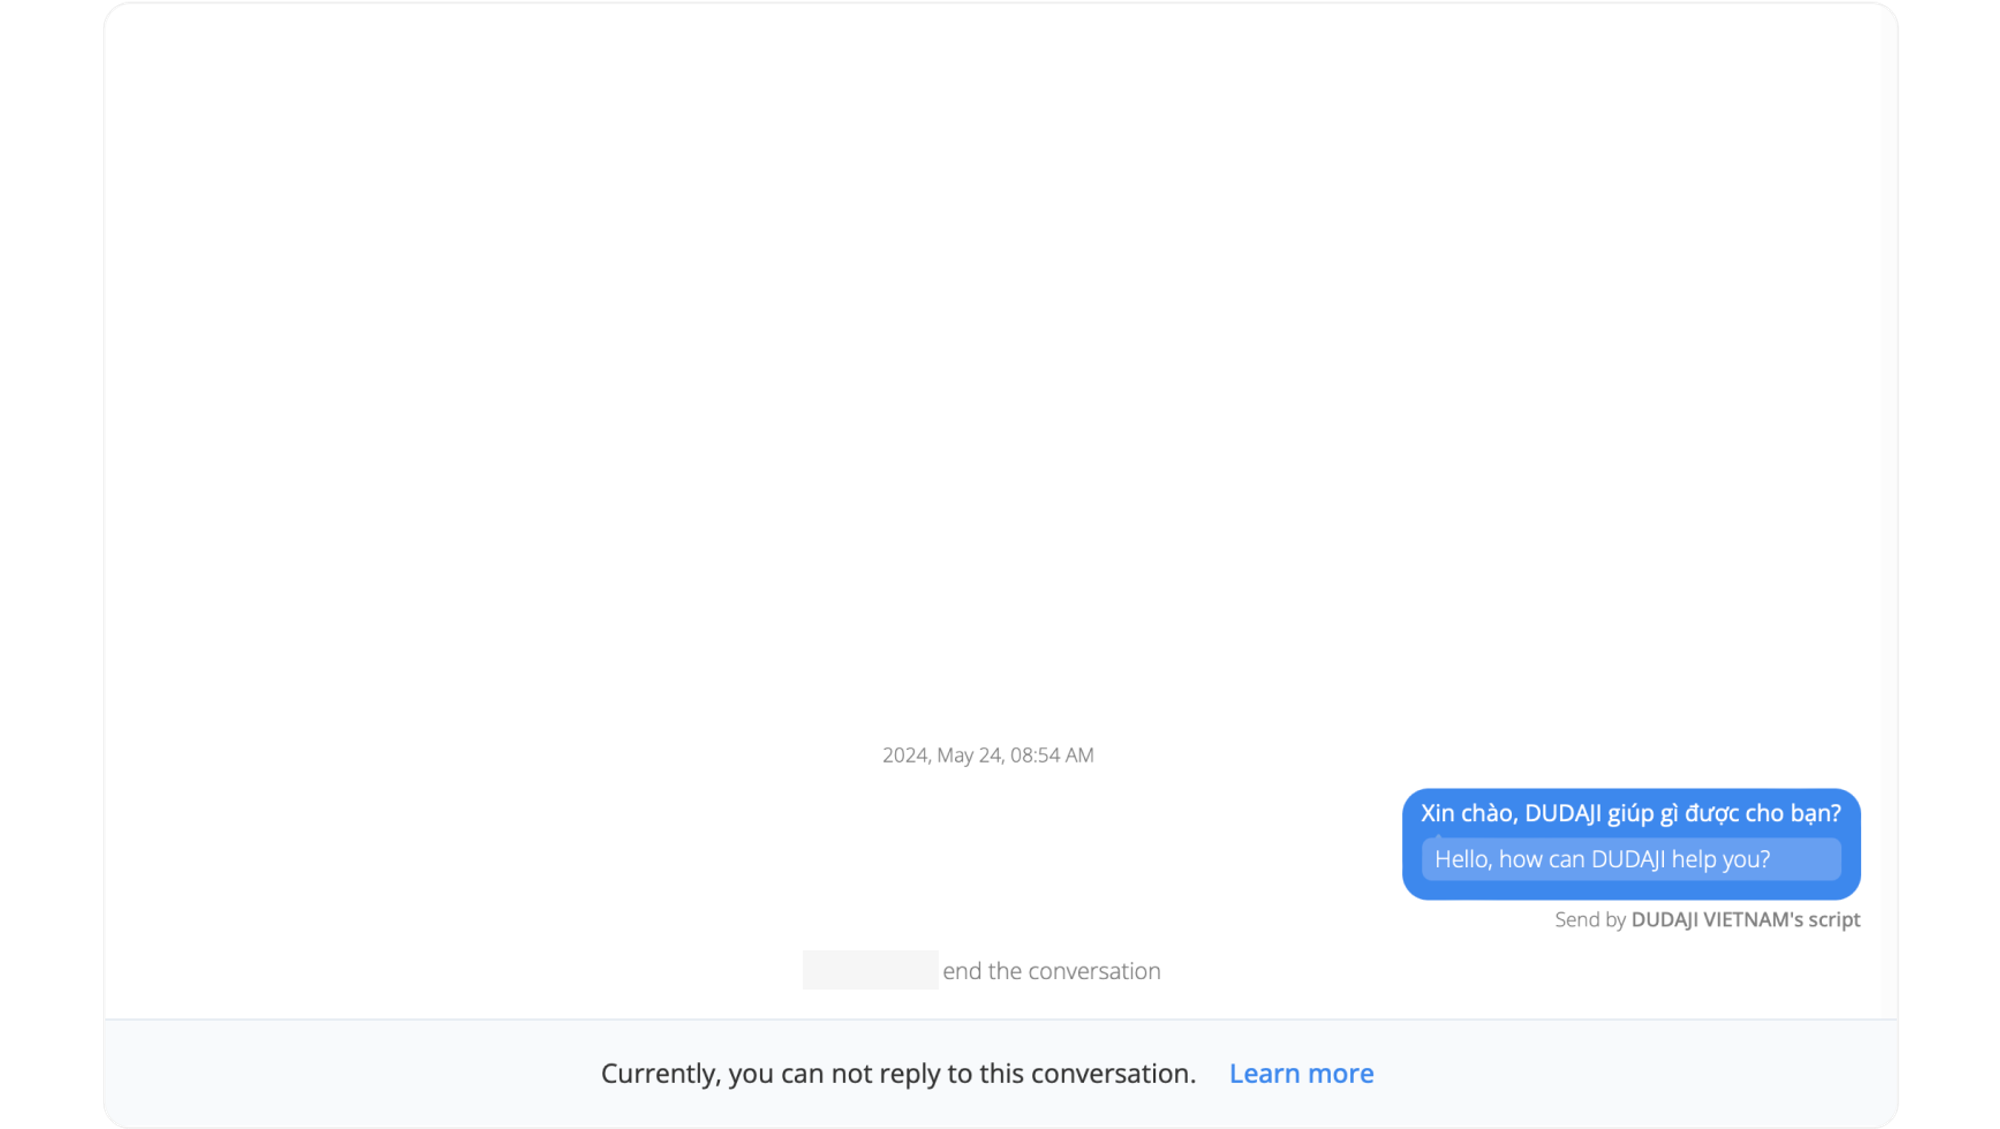 2024, May 24, 08:54 AM
Xin chào, DUDAJI giúp gì được cho bạn?
Hello, how can DUDAJI help you?
Send by DUDAJI VIETNAM's script
end the conversation
Currently, you can not reply to this conversation. Learn more